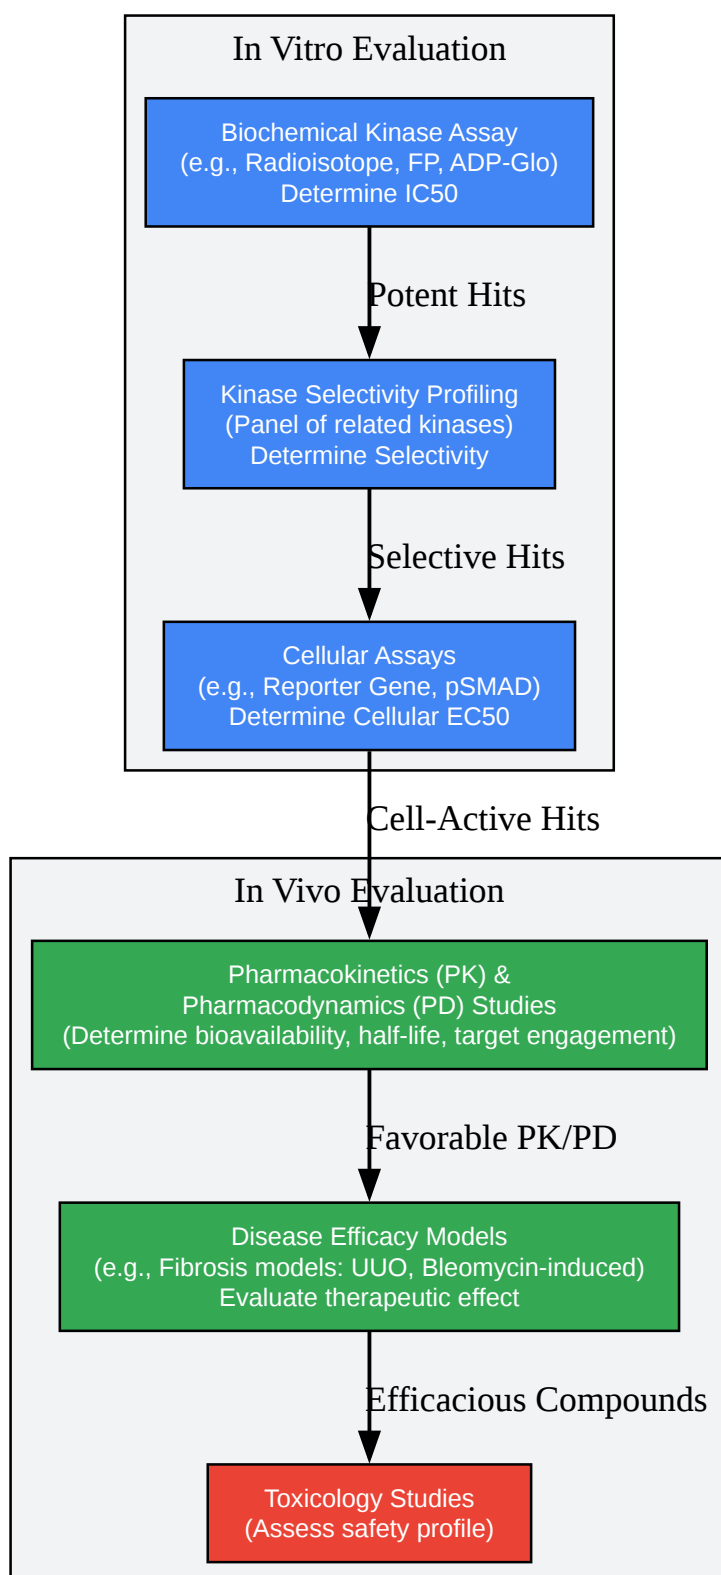 In Vitro Evaluation
Biochemical Kinase Assay
(e.g., Radioisotope, FP, ADP-Glo)
Determine IC50
Potent Hits
Kinase Selectivity Profiling
(Panel of related kinases)
Determine Selectivity
Selective Hits
Cellular Assays
(e.g., Reporter Gene, pSMAD)
Determine Cellular EC50
Cell-Active Hits
In Vivo Evaluation
Pharmacokinetics (PK) &
Pharmacodynamics (PD) Studies
(Determine bioavailability, half-life, target engagement)
Favorable PK/PD
Disease Efficacy Models
(e.g., Fibrosis models: UUO, Bleomycin-induced)
Evaluate therapeutic effect
Efficacious Compounds
Toxicology Studies
(Assess safety profile)